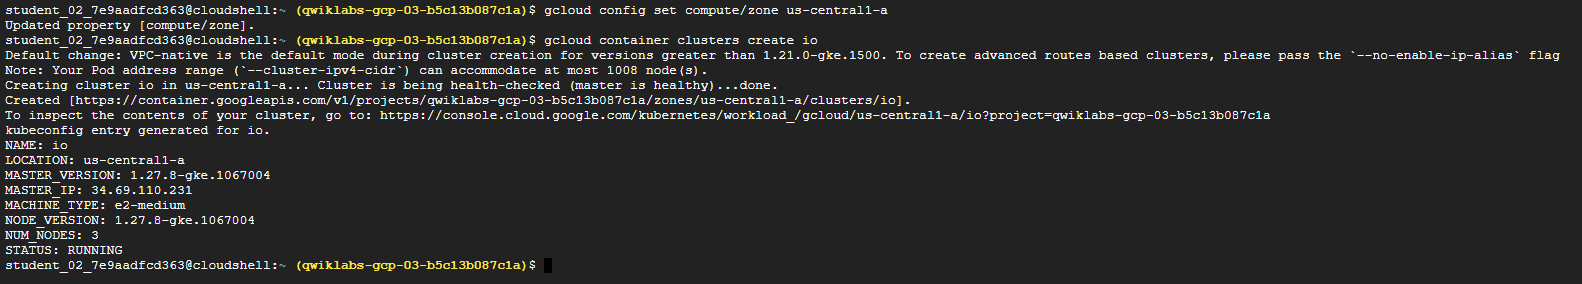 student_02_7e9aadfcd363@cloudshell:~ (qwiklabs-gcp-03-b5c13b087c1a)$ gcloud config set compute/zone us-central1-a
Updated property [compute/zone].
student_02_7e9aadfcd363@cloudshell:~ (qwiklabs-gcp-03-b5c13b087c1a)$ gcloud container clusters create io
Default change: VPC-native is the default mode during cluster creation for versions greater than 1.21.0-gke.1500. To create advanced routes based clusters, please pass the `--no-enable-ip-alias` flag
Note: Your Pod address range (`--cluster-ipv4-cidr`) can accommodate at most 1008 node(s).
Creating cluster io in us-central1-a... Cluster is being health-checked (master is healthy)...done.
Created [https://container.googleapis.com/v1/projects/qwiklabs-gcp-03-b5c13b087c1a/zones/us-central1-a/clusters/io].
To inspect the contents of your cluster, go to: https://console.cloud.google.com/kubernetes/workload_/gcloud/us-central1-a/io?project=qwiklabs-gcp-03-b5c13b087c1a
kubeconfig entry generated for io.
NAME: io
LOCATION: us-central1-a
MASTER_VERSION: 1.27.8-gke.1067004
MASTER_IP: 34.69.110.231
MACHINE_TYPE: e2-medium
NODE_VERSION: 1.27.8-gke.1067004
NUM_NODES: 3
STATUS: RUNNING
student_02_7e9aadfcd363@cloudshell:~ (qwiklabs-gcp-03-b5c13b087c1a)$